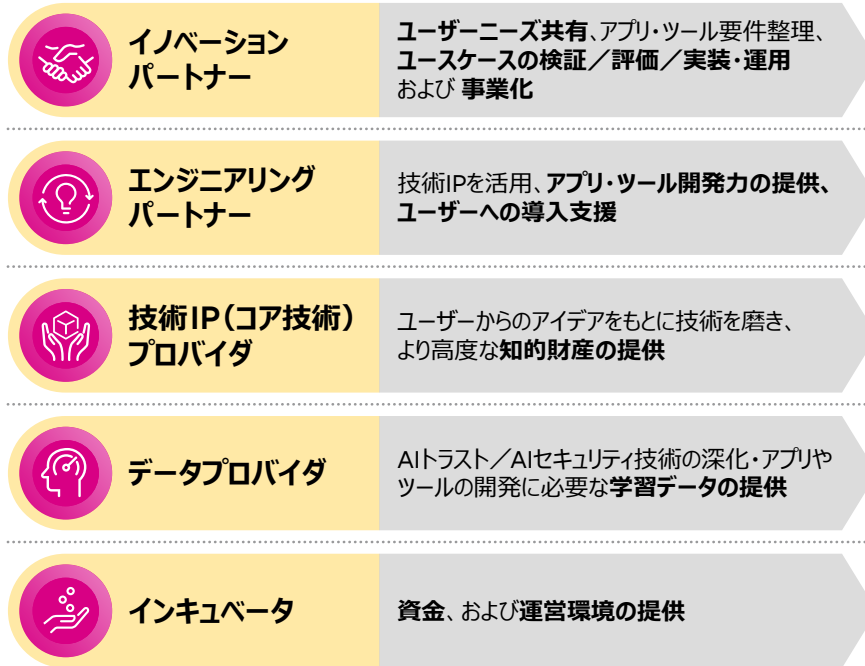 イノベーション
パートナー
ユーザーニーズ共有、アプリ・ツール要件整理、
ユースケースの検証／評価／実装・運用
および 事業化
エンジニアリング
パートナー
技術IPを活用、アプリ・ツール開発力の提供、
ユーザーへの導入支援
技術IP（コア技術）
プロバイダ
ユーザーからのアイデアをもとに技術を磨き、
より高度な知的財産の提供
データプロバイダ
AIトラスト／AIセキュリティ技術の深化・アプリや
ツールの開発に必要な学習データの提供
インキュベータ
資金、および運営環境の提供